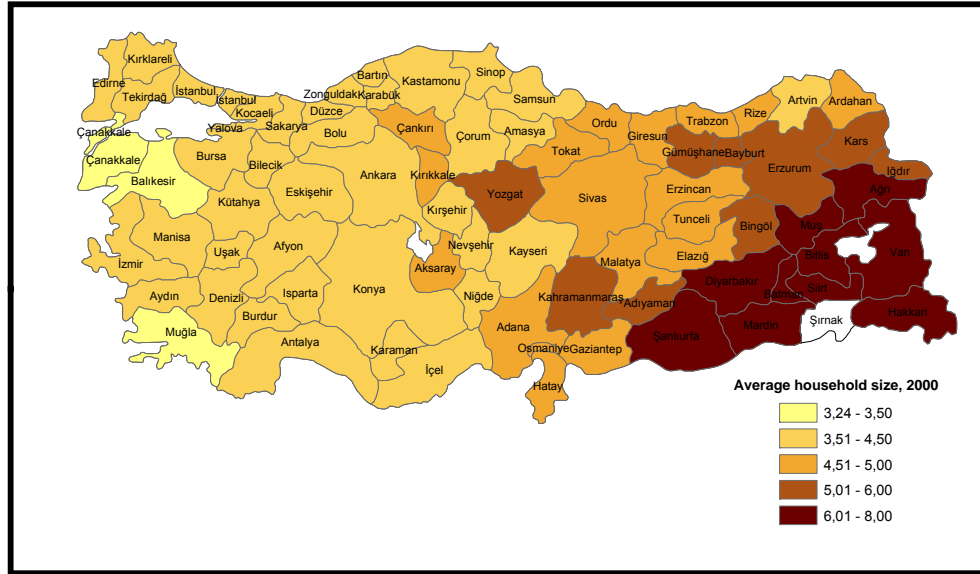 Kırklareli
Edirne
Tekirdağ
İstanbul
İstanbul
Kocaeli
Yalova
Sakarya
Düzce
Zonguldak
Bartın
Karabük
Kastamonu
Sinop
Samsun
Çanakkale
Çanakkale
Balıkesir
Bursa
Bilecik
Bolu
Çankırı
Çorum
Amasya
Ordu
Giresun
Trabzon
Rize
Artvin
Ardahan
Tokat
Gümüşhane
Bayburt
Erzurum
Kars
Iğdır
Ağrı
Kütahya
Eskişehir
Ankara
Kırıkkale
Yozgat
Sivas
Erzincan
Tunceli
Bingöl
Muş
Kırşehir
Manisa
Uşak
Afyon
Nevşehir
Kayseri
Malatya
Elazığ
Bitlis
Van
İzmir
Aksaray
Aydın
Denizli
Isparta
Konya
Niğde
Kahramanmaraş
Adıyaman
Diyarbakır
Batman
Siirt
Burdur
Muğla
Antalya
Karaman
İçel
Adana
Osmaniye
Gaziantep
Şanlıurfa
Mardin
Şırnak
Hakkari
Hatay
Average household size, 2000
3,24 - 3,50
3,51 - 4,50
4,51 - 5,00
5,01 - 6,00
6,01 - 8,00